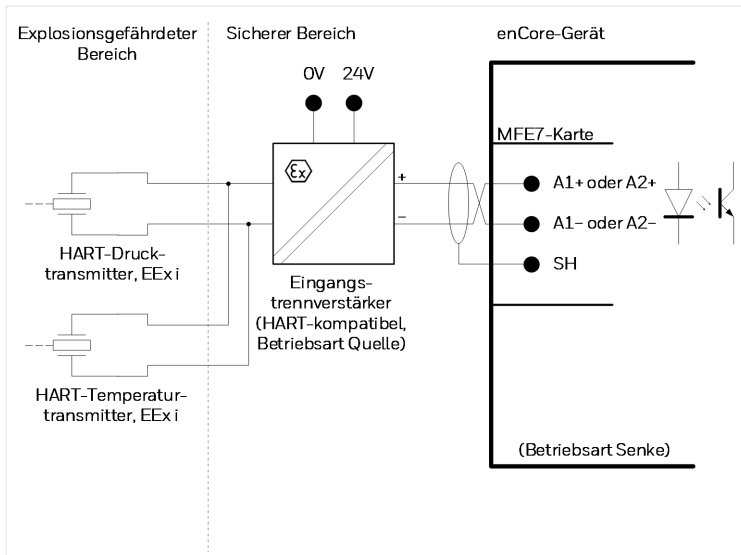 Explosionsgefährdeter
Bereich
Sicherer Bereich
enCore-Gerät
0V
24V
MFE7-Karte
Ex
+
−
A1+ oder A2+
A1− oder A2−
SH
HART-Druck-
transmitter, EEx i
Eingangs-
trennverstärker
(HART-kompatibel,
Betriebsart Quelle)
HART-Temperatur-
transmitter, EEx i
(Betriebsart Senke)